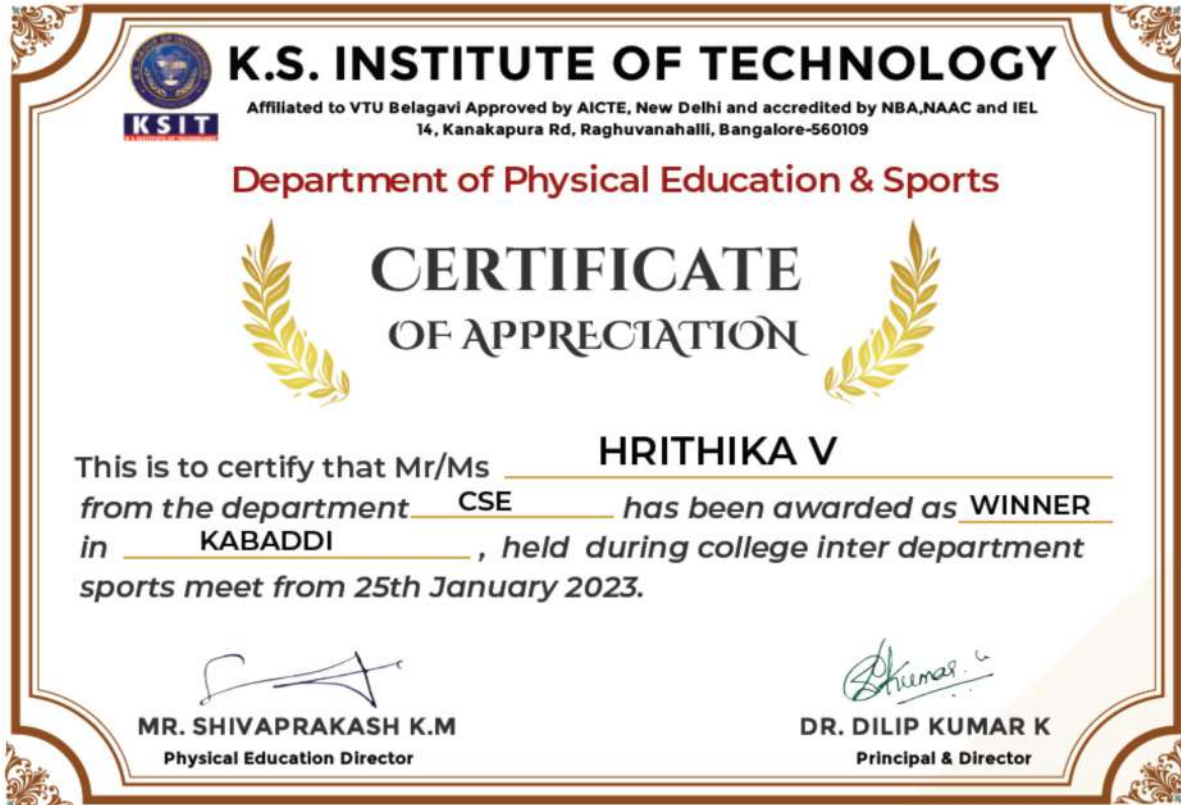 K.S. INSTITUTE OF TECHNOLOGY
Affiliated to VTU Belagavi Approved by AICTE, New Delhi and accredited by NBA,NAAC and IEL
14, Kanakapura Rd, Raghuvanahalli, Bangalore-560109
KSIT
Department of Physical Education & Sports
CERTIFICATE
OF APPRECIATION
This is to certify that Mr/Ms HRITHIKA V
from the department CSE has been awarded as WINNER
in KABADDI , held during college inter department
sports meet from 25th January 2023.
MR. SHIVAPRAKASH K.M
Physical Education Director
DR. DILIP KUMAR K
Principal & Director